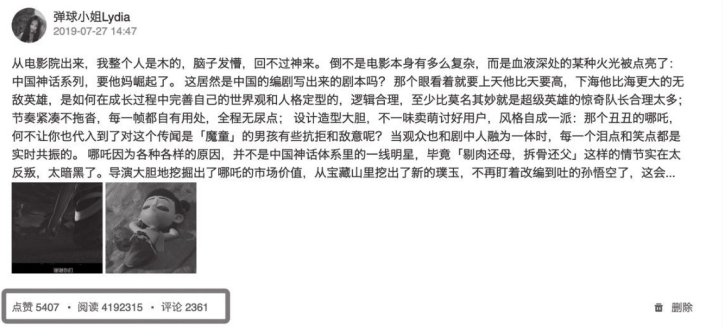 弹球小姐Lydia
2019-07-27 14:47
从电影院出来，我整个人是木的，脑子发懵，回不过神来。 倒不是电影本身有多么复杂，而是血液深处的某种火光被点亮了：
中国神话系列，要他妈崛起了。 这居然是中国的编剧写出来的剧本吗？ 那个眼看着就要上天他比天要高，下海他比海更大的无
敌英雄，是如何在成长过程中完善自己的世界观和人格定型的，逻辑合理，至少比莫名其妙就是超级英雄的惊奇队长合理太多；
节奏紧凑不拖沓，每一帧都自有用处，全程无尿点； 设计造型大胆，不一味卖萌讨好用户，风格自成一派：那个丑丑的哪吒，
何不让你也代入到了对这个传闻是「魔童」的男孩有些抗拒和敌意呢？ 当观众也和剧中人融为一体时，每一个泪点和笑点都是
实时共振的。 哪吒因为各种各样的原因，并不是中国神话体系里的一线明星，毕竟「剔肉还母，拆骨还父」这样的情节实在太
反叛，太暗黑了。导演大胆地挖掘出了哪吒的市场价值，从宝藏山里挖出了新的璞玉，不再盯着改编到吐的孙悟空了，这会...
点赞 5407 • 阅读 4192315 • 评论 2361
删除